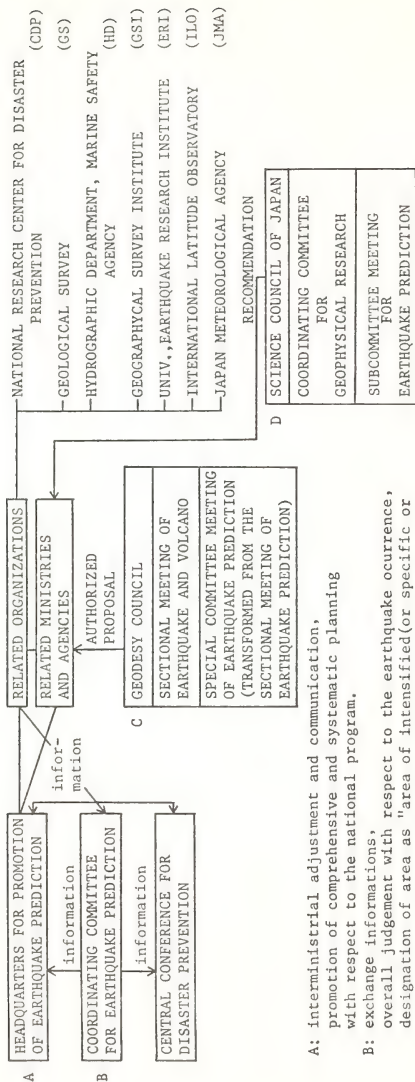 A
HEADQUARTERS FOR PROMOTION
OF EARTHQUAKE PREDICTION
information
B
COORDINATING COMMITTEE
FOR EARTHQUAKE PREDICTION
information
CENTRAL CONFERENCE FOR
DISASTER PREVENTION
infor-
mation
RELATED ORGANIZATIONS
RELATED MINISTRIES
AND AGENCIES
AUTHORIZED
PROPOSAL
C
GEODESY COUNCIL
SECTIONAL MEETING OF
EARTHQUAKE AND VOLCANO
SPECIAL COMMITTEE MEETING
OF EARTHQUAKE PREDICTION
(TRANSFORMED FROM THE
SECTIONAL MEETING OF
EARTHQUAKE PREDICTION)
NATIONAL RESEARCH CENTER FOR DISASTER
PREVENTION (CDP)
GEOLOGICAL SURVEY (GS)
HYDROGRAPHIC DEPARTMENT, MARINE SAFETY
AGENCY (HD)
GEOGRAPHYCAL SURVEY INSTITUTE (GSI)
UNIV.,EARTHQUAKE RESEARCH INSTITUTE (ERI)
INTERNATIONAL LATITUDE OBSERVATORY (ILO)
JAPAN METEOROLOGICAL AGENCY (JMA)
RECOMMENDATION
D
SCIENCE COUNCIL OF JAPAN
COORDINATING COMMITTEE
FOR
GEOPHYSICAL RESEARCH
SUBCOMMITTEE MEETING
FOR
EARTHQUAKE PREDICTION
A: interministrial adjustment and communication,
promotion of comprehensive and systematic planning
with respect to the national program.
B: exchange informations,
overall judgement with respect to the earthquake ocurrence,
designation of area as "area of intensified(or specific or